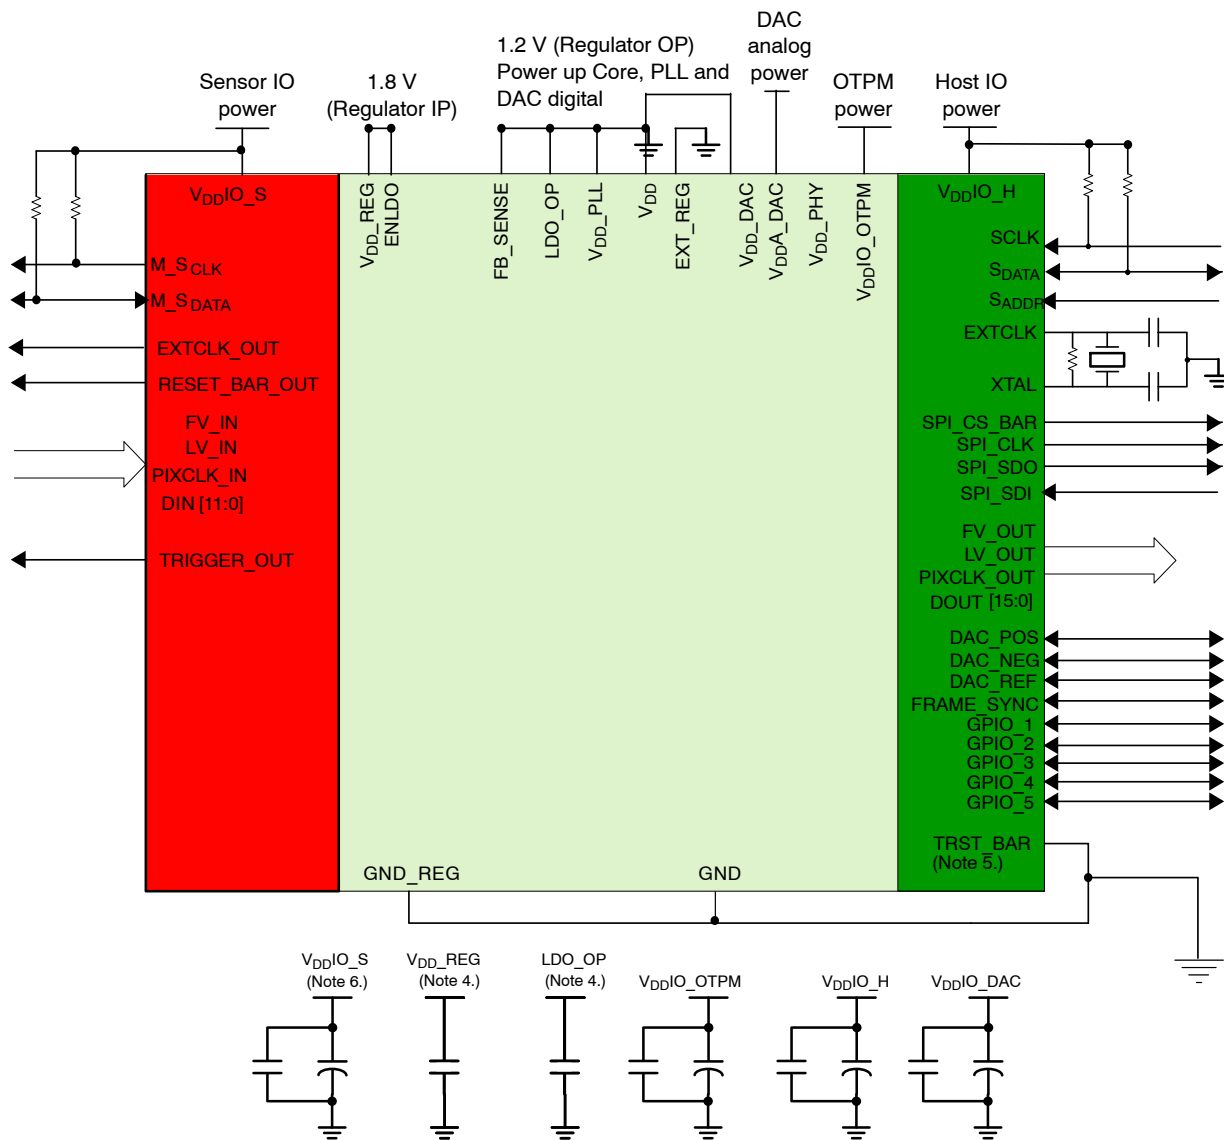 Sensor IO
power
1.8 V
(Regulator IP)
1.2 V (Regulator OP)
Power up Core, PLL and
DAC digital
DAC
analog
power
OTPM
power
Host IO
power
VDDIO_S
VDD_REG
ENLDO
FB_SENSE
LDO_OP
VDD_PLL
VDD
EXT_REG
VDD_DAC
VDDA_DAC
VDD_PHY
VDDIO_OTPM
VDDIO_H
M_SCLK
M_SDATA
EXTCLK_OUT
RESET_BAR_OUT
FV_IN
LV_IN
PIXCLK_IN
DIN [11:0]
TRIGGER_OUT
SCLK
SDATA
SADDR
EXTCLK
XTAL
SPI_CS_BAR
SPI_CLK
SPI_SDO
SPI_SDI
FV_OUT
LV_OUT
PIXCLK_OUT
DOUT [15:0]
DAC_POS
DAC_NEG
DAC_REF
FRAME_SYNC
GPIO_1
GPIO_2
GPIO_3
GPIO_4
GPIO_5
TRST_BAR
(Note 5.)
GND_REG
GND
VDDIO_S
(Note 6.)
VDD_REG
(Note 4.)
LDO_OP
(Note 4.)
VDDIO_OTPM
VDDIO_H
VDDIO_DAC